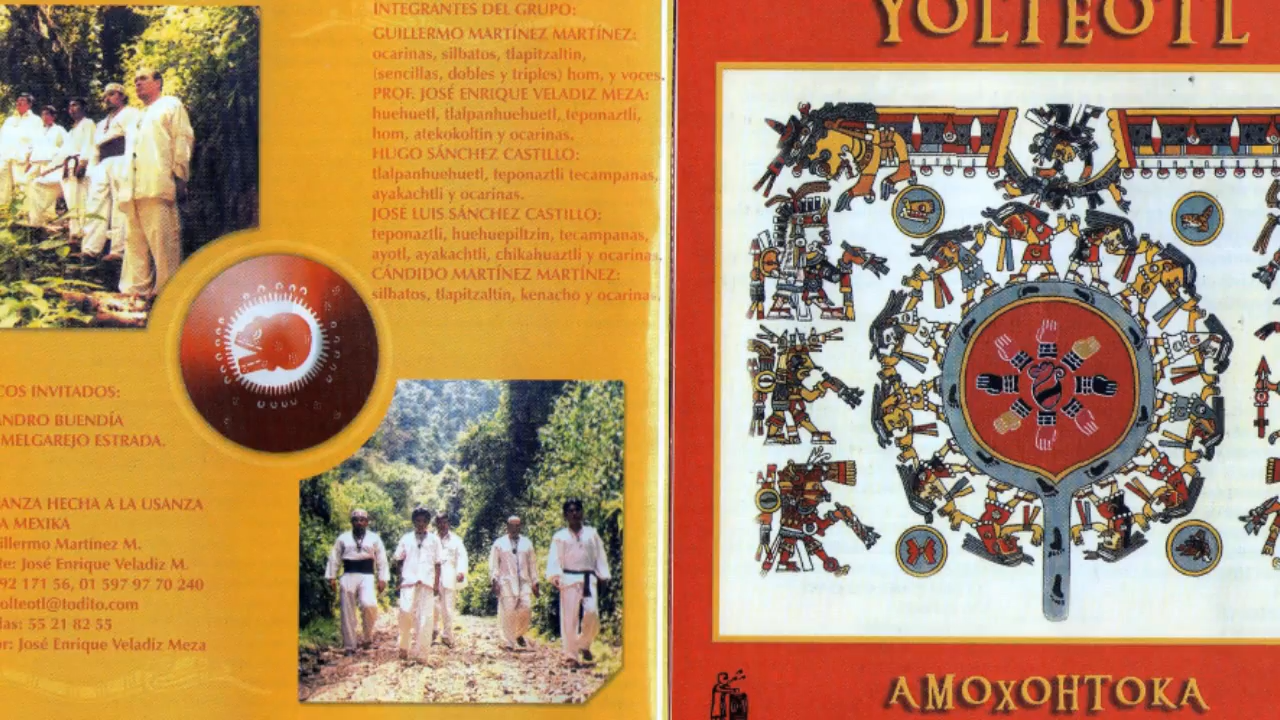 INTEGRANTES DEL GRUPO:
GUILLERMO MARTÍNEZ MARTÍNEZ:
ocarinas, silbatos, tlapitzaltin,
(sencillas, dobles y triples) hom, y voces.
PROF. JOSÉ ENRIQUE VELADIZ MEZA:
huehuetl, tlalpanhuehuetl, teponaztli,
hom, atekokoltin y ocarinas.
HUGO SÁNCHEZ CASTILLO:
tlalpanhuehuetl, teponaztli tecampanas,
ayakachtli y ocarinas.
JOSE LUIS SÁNCHEZ CASTILLO:
teponaztli, huehuepiltzin, tecampanas,
ayotl, ayakachtli, chikahuaztli y ocarinas.
CÁNDIDO MARTÍNEZ MARTÍNEZ:
silbatos, tlapitzaltin, kenacho y ocarinas.
COS INVITADOS:
ANDRO BUENDÍA
MELGAREJO ESTRADA.
ANZA HECHA A LA USANZA
A MEXIKA
illermo Martínez M.
te: José Enrique Veladiz M.
92 171 56, 01 597 97 70 240
olteotl@todito.com
las: 55 21 82 55
or: José Enrique Veladiz Meza
YOLTEOTL
AMOXOHTOKA